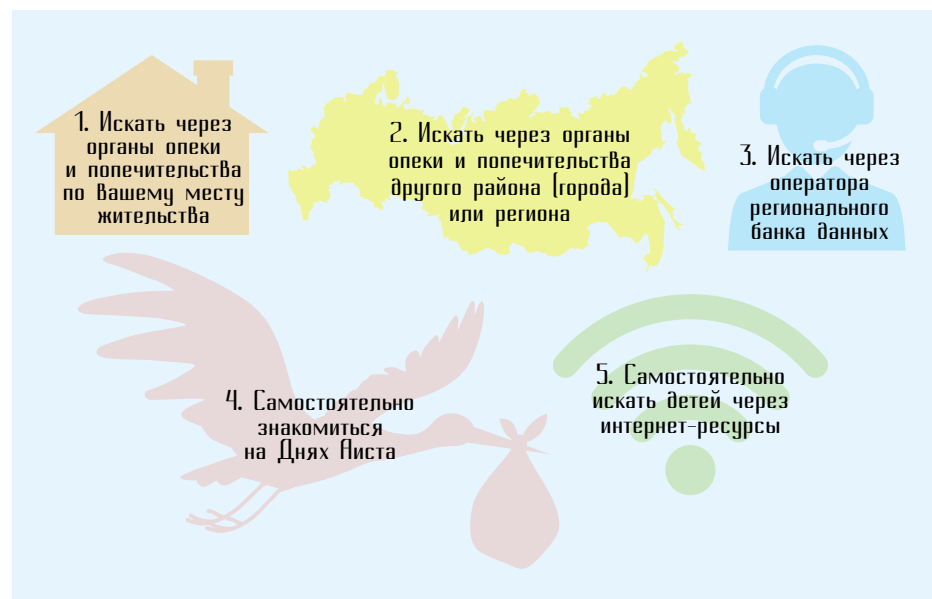 1. Искать через
органы опеки
и попечительства
по вашему месту
жительства
2. Искать через органы
опеки и попечительства
другого района (города)
или региона
3. Искать через
оператора
регионального
банка данных
4. Самостоятельно
знакомиться
на Днях Аиста
5. Самостоятельно
искать детей через
интернет-ресурсы